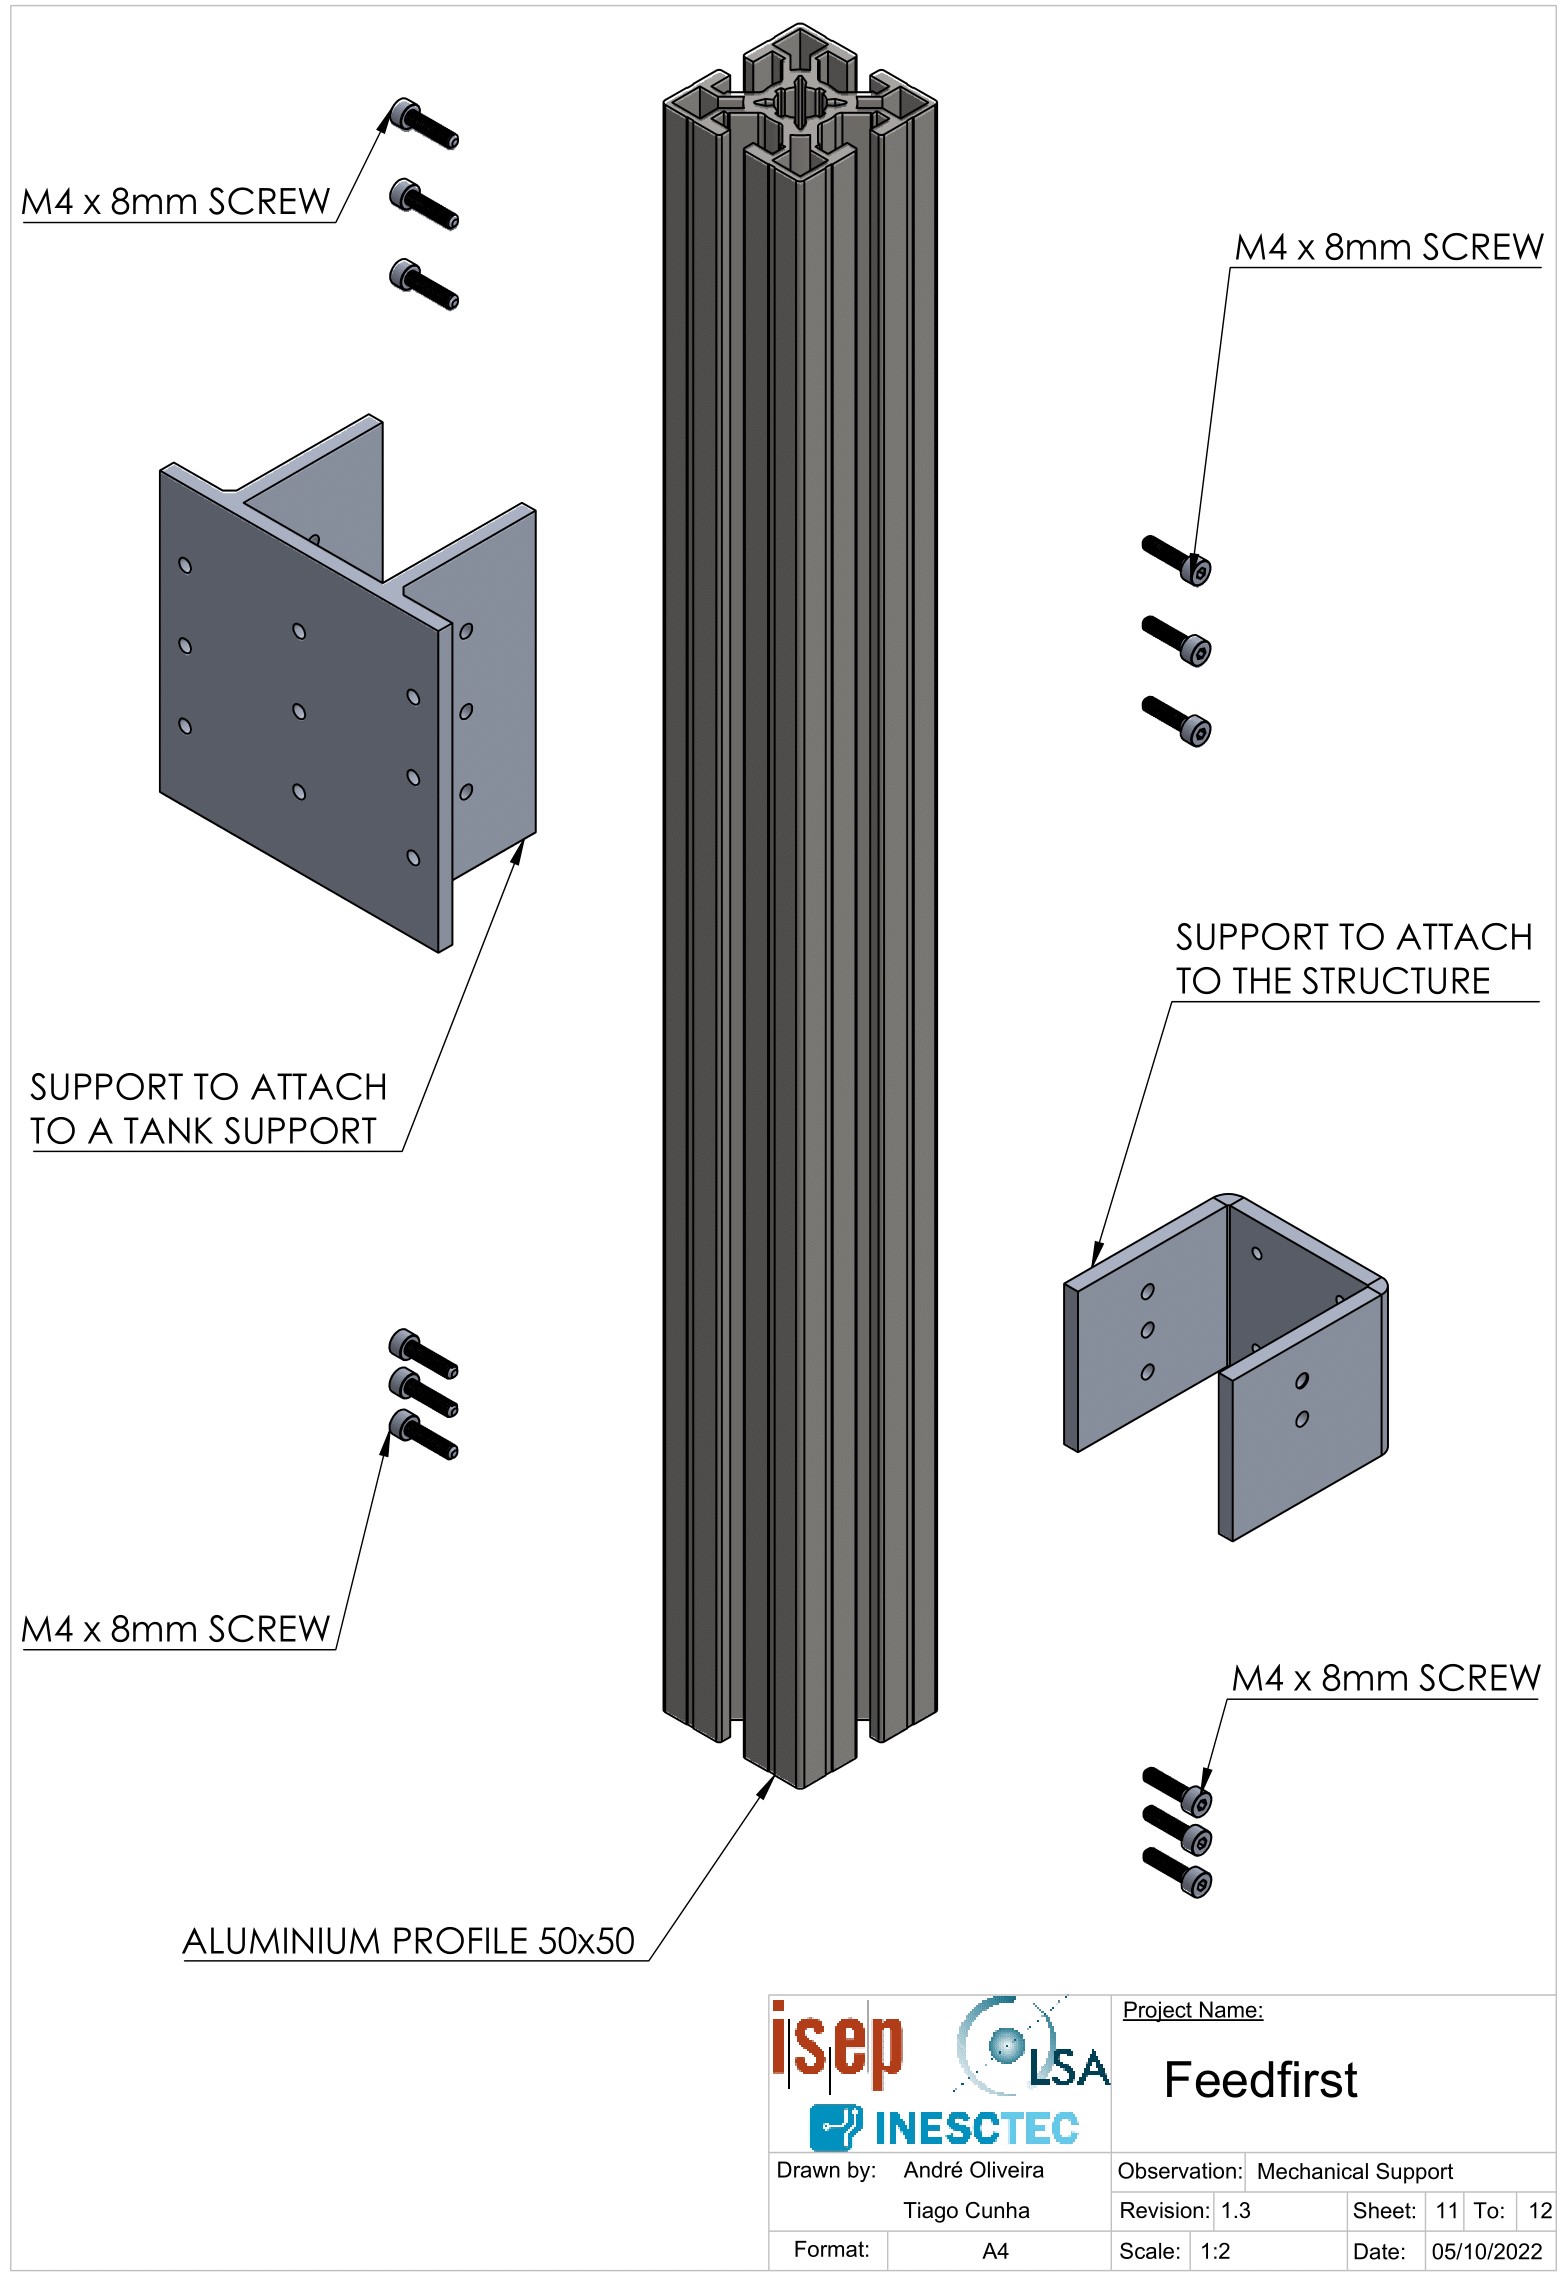 M4 x 8mm SCREW
M4 x 8mm SCREW
SUPPORT TO ATTACH
TO THE STRUCTURE
SUPPORT TO ATTACH
TO A TANK SUPPORT
M4 x 8mm SCREW
M4 x 8mm SCREW
ALUMINIUM PROFILE 50x50
isep
LSA
INESCTEC
Project Name:
Feedfirst
Drawn by: André Oliveira
Tiago Cunha
Observation: Mechanical Support
Revision: 1.3 Sheet: 11 To: 12
Format: A4
Scale: 1:2 Date: 05/10/2022